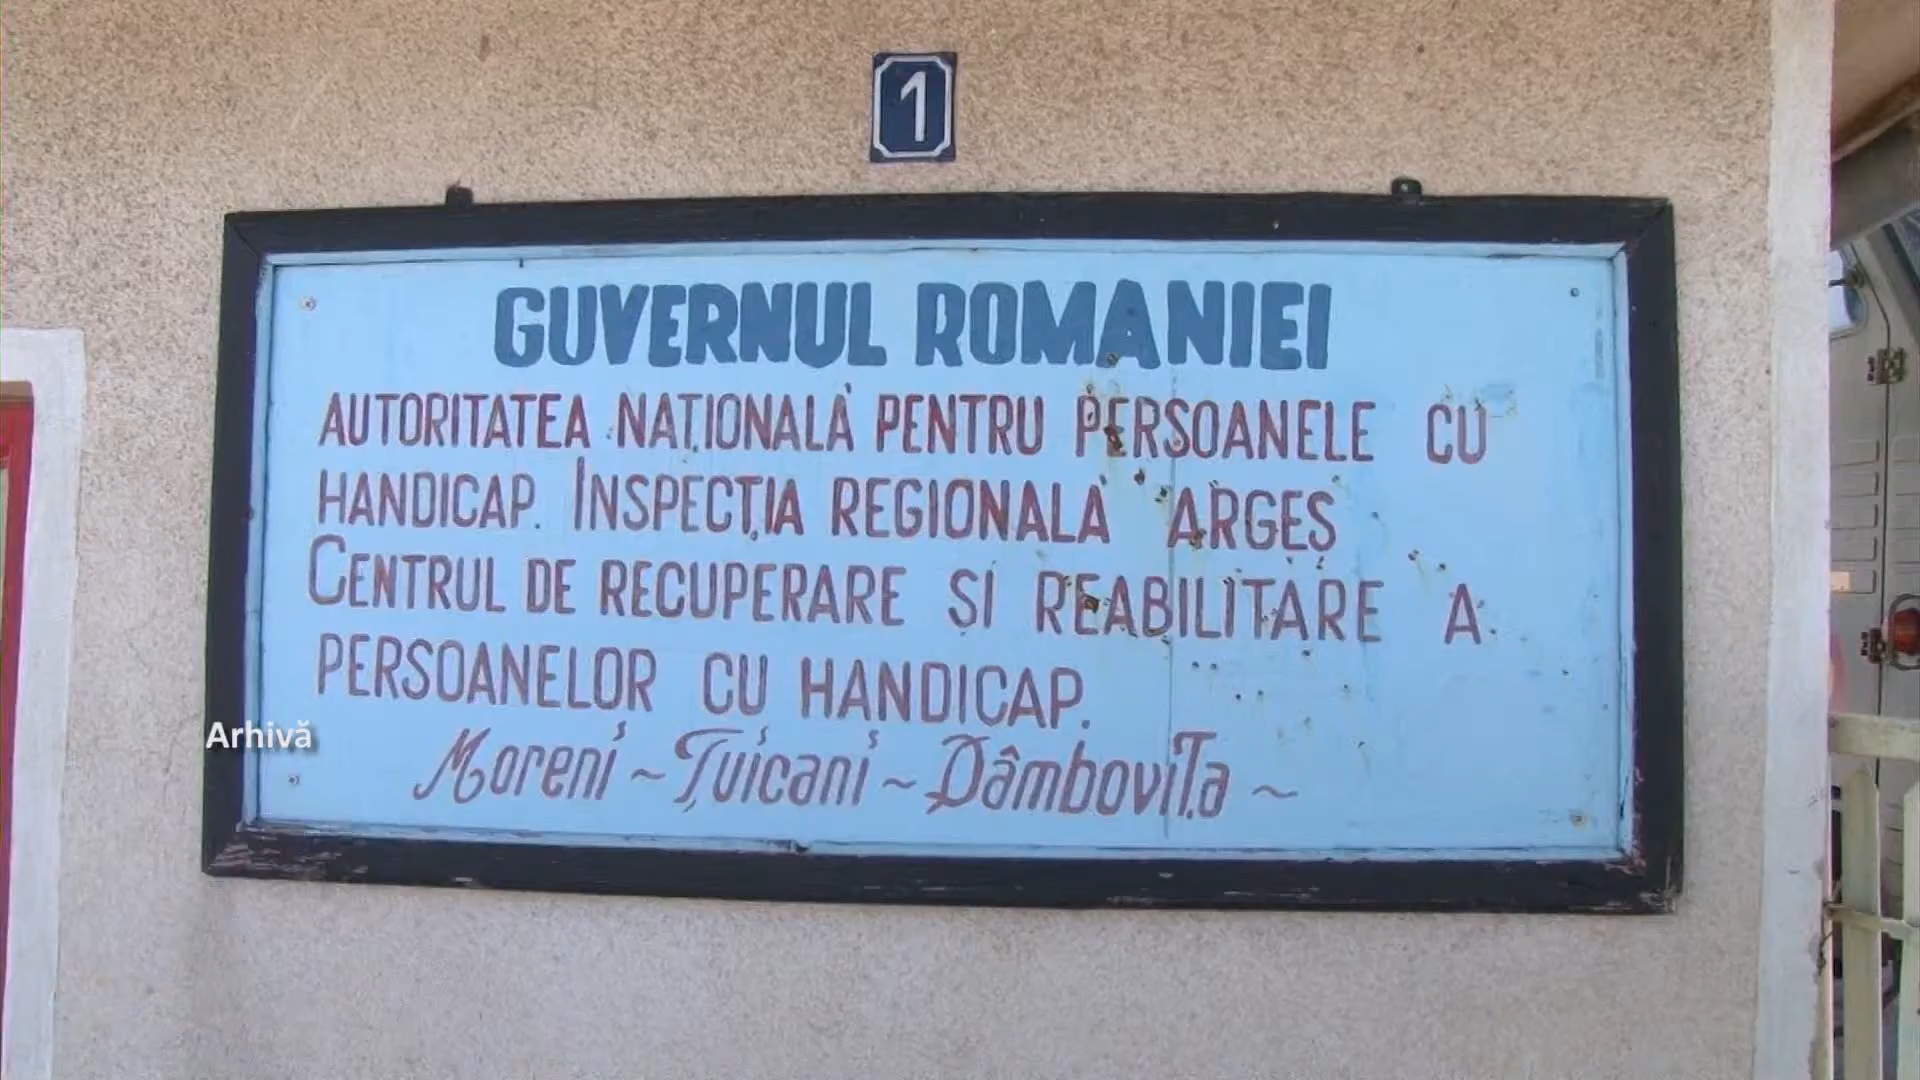 1
GUVERNUL ROMANIEI
AUTORITATEA NAȚIONALĂ PENTRU PERSOANELE CU
HANDICAP. INSPECȚIA REGIONALĂ ARGEȘ
CENTRUL DE RECUPERARE ȘI REABILITARE A
PERSOANELOR CU HANDICAP.
Arhivă
Moreni ~ Țuicani ~ Dâmbovița ~